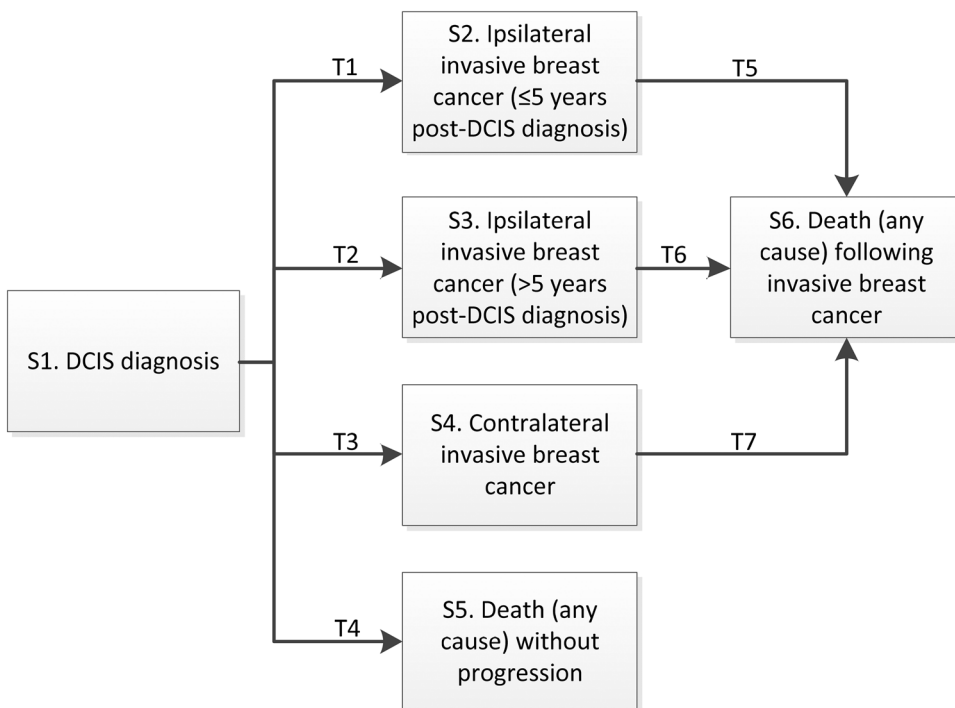 S1. DCIS diagnosis
T1
S2. Ipsilateral
invasive breast
cancer (≤5 years
post-DCIS diagnosis)
T5
T2
S3. Ipsilateral
invasive breast
cancer (>5 years
post-DCIS diagnosis)
T6
S6. Death (any
cause) following
invasive breast
cancer
T3
S4. Contralateral
invasive breast
cancer
T7
T4
S5. Death (any
cause) without
progression